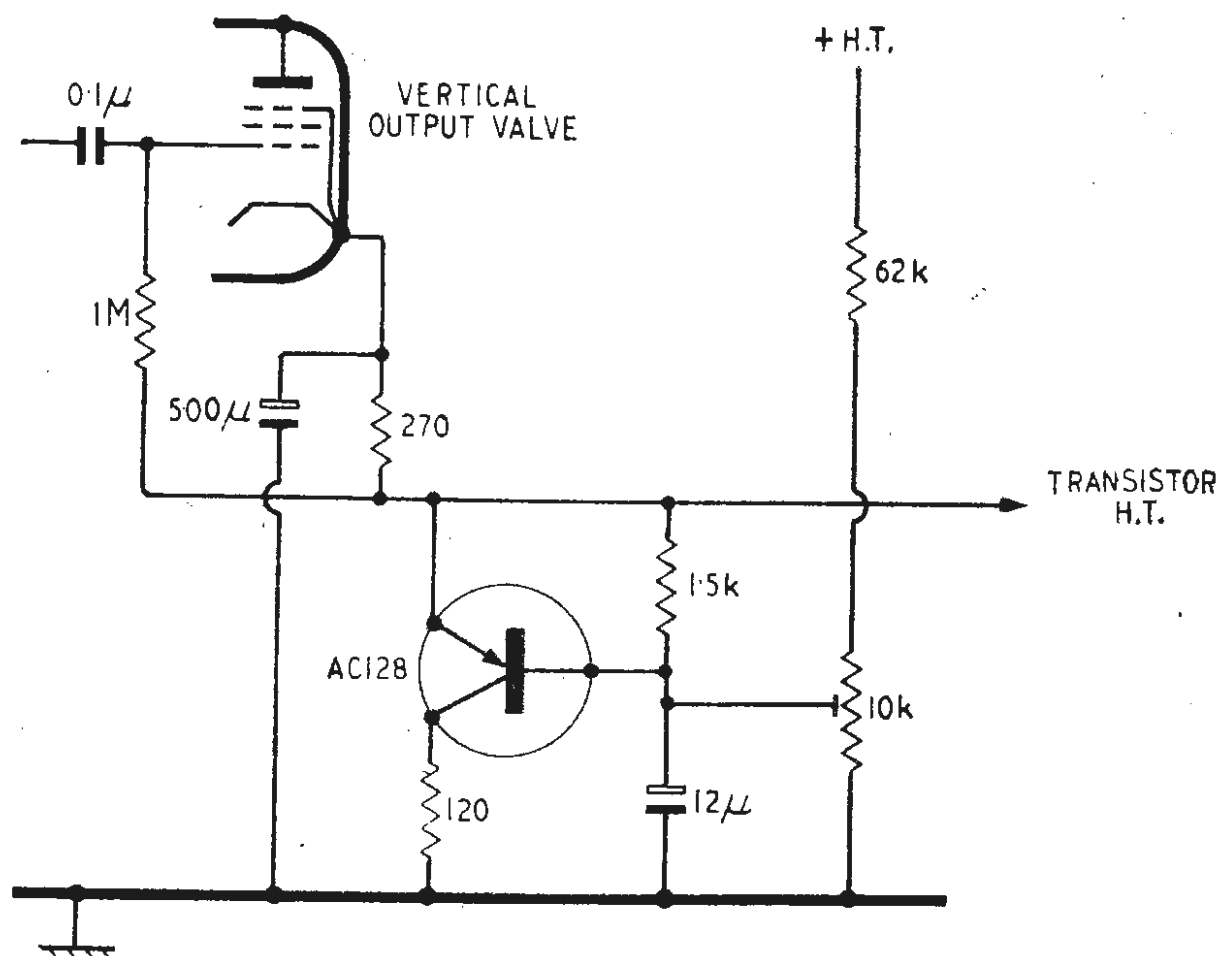 + H.T.
0·1μ
VERTICAL
OUTPUT VALVE
62k
1M
500μ
270
TRANSISTOR
H.T.
1·5k
AC128
10k
120
12μ